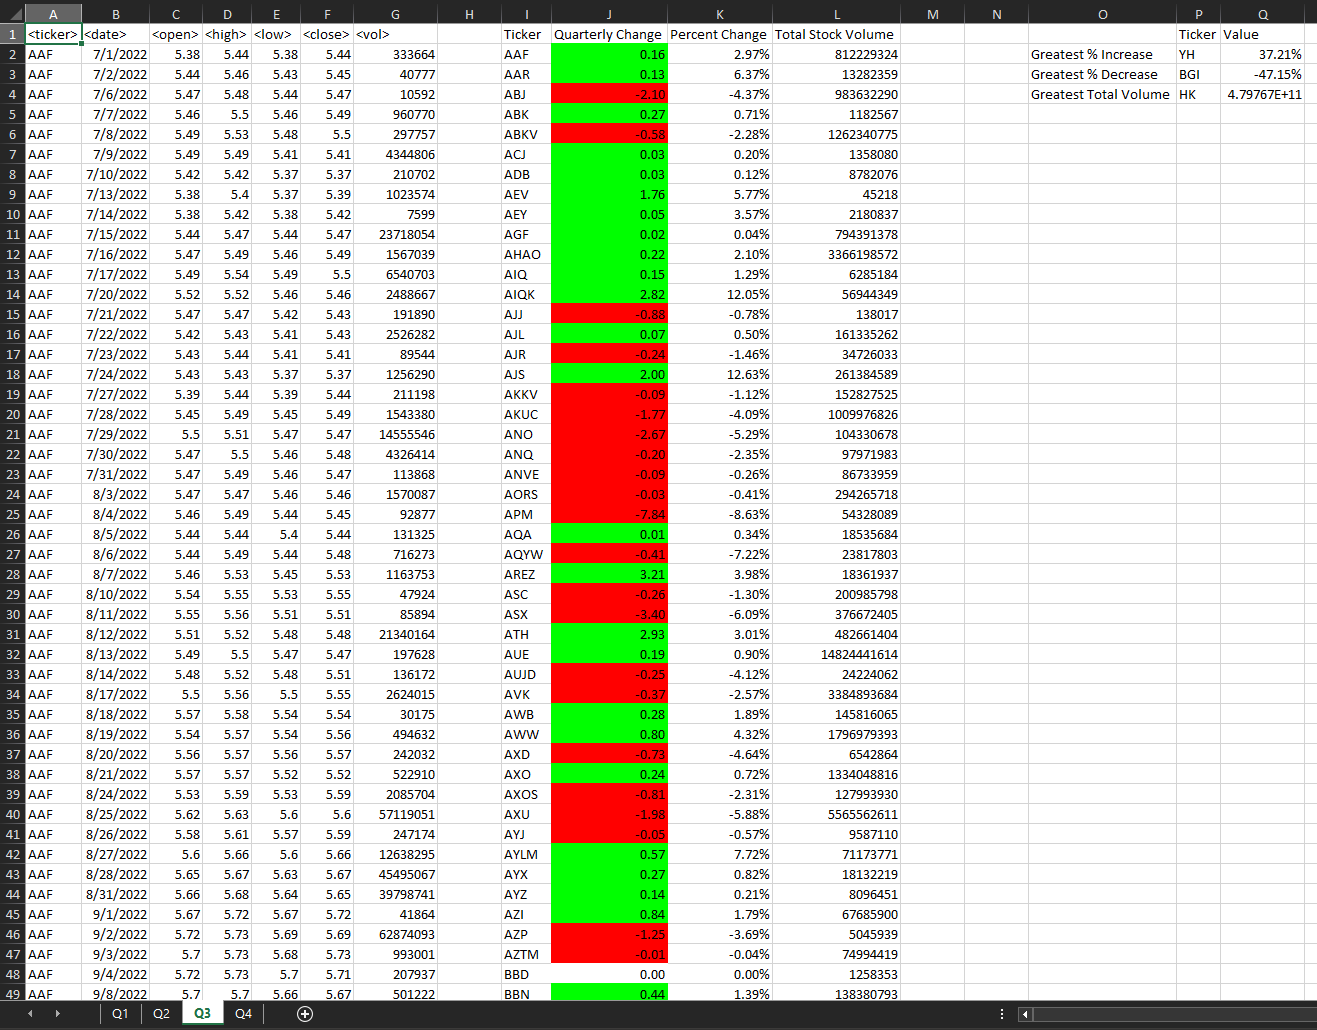 A B C D E F G H I J K L M N O P Q
1 <ticker> <date> <open> <high> <low> <close> <vol> Ticker Quarterly Change Percent Change Total Stock Volume Ticker Value
2 AAF 7/1/2022 5.38 5.44 5.38 5.44 333664 AAF 0.16 2.97% 812229324 Greatest % Increase YH 37.21%
3 AAF 7/2/2022 5.44 5.46 5.43 5.45 40777 AAR 0.13 6.37% 13282359 Greatest % Decrease BGI -47.15%
4 AAF 7/6/2022 5.47 5.48 5.44 5.47 10592 ABJ -2.10 -4.37% 983632290 Greatest Total Volume HK 4.79767E+11
5 AAF 7/7/2022 5.46 5.5 5.46 5.49 960770 ABK 0.27 0.71% 1182567
6 AAF 7/8/2022 5.49 5.53 5.48 5.5 297757 ABKV -0.58 -2.28% 1262340775
7 AAF 7/9/2022 5.49 5.49 5.41 5.41 4344806 ACJ 0.03 0.20% 1358080
8 AAF 7/10/2022 5.42 5.42 5.37 5.37 210702 ADB 0.03 0.12% 8782076
9 AAF 7/13/2022 5.38 5.4 5.37 5.39 1023574 AEV 1.76 5.77% 45218
10 AAF 7/14/2022 5.38 5.42 5.38 5.42 7599 AEY 0.05 3.57% 2180837
11 AAF 7/15/2022 5.44 5.47 5.44 5.47 23718054 AGF 0.02 0.04% 794391378
12 AAF 7/16/2022 5.47 5.49 5.46 5.49 1567039 AHAO 0.22 2.10% 3366198572
13 AAF 7/17/2022 5.49 5.54 5.49 5.5 6540703 AIQ 0.15 1.29% 6285184
14 AAF 7/20/2022 5.52 5.52 5.46 5.46 2488667 AIQK 2.82 12.05% 56944349
15 AAF 7/21/2022 5.47 5.47 5.42 5.43 191890 AJJ -0.88 -0.78% 138017
16 AAF 7/22/2022 5.42 5.43 5.41 5.43 2526282 AJL 0.07 0.50% 161335262
17 AAF 7/23/2022 5.43 5.44 5.41 5.41 89544 AJR -0.24 -1.46% 34726033
18 AAF 7/24/2022 5.43 5.43 5.37 5.37 1256290 AJS 2.00 12.63% 261384589
19 AAF 7/27/2022 5.39 5.44 5.39 5.44 211198 AKKV -0.09 -1.12% 152827525
20 AAF 7/28/2022 5.45 5.49 5.45 5.49 1543380 AKUC -1.77 -4.09% 1009976826
21 AAF 7/29/2022 5.5 5.51 5.47 5.47 14555546 ANO -2.67 -5.29% 104330678
22 AAF 7/30/2022 5.47 5.5 5.46 5.48 4326414 ANQ -0.20 -2.35% 97971983
23 AAF 7/31/2022 5.47 5.49 5.46 5.47 113868 ANVE -0.09 -0.26% 86733959
24 AAF 8/3/2022 5.47 5.47 5.46 5.46 1570087 AORS -0.03 -0.41% 294265718
25 AAF 8/4/2022 5.46 5.49 5.44 5.45 92877 APM -7.84 -8.63% 54328089
26 AAF 8/5/2022 5.44 5.44 5.4 5.44 131325 AQA 0.01 0.34% 18535684
27 AAF 8/6/2022 5.44 5.49 5.44 5.48 716273 AQYW -0.41 -7.22% 23817803
28 AAF 8/7/2022 5.46 5.53 5.45 5.53 1163753 AREZ 3.21 3.98% 18361937
29 AAF 8/10/2022 5.54 5.55 5.53 5.55 47924 ASC -0.26 -1.30% 200985798
30 AAF 8/11/2022 5.55 5.56 5.51 5.51 85894 ASX -3.40 -6.09% 376672405
31 AAF 8/12/2022 5.51 5.52 5.48 5.48 21340164 ATH 2.93 3.01% 482661404
32 AAF 8/13/2022 5.49 5.5 5.47 5.47 197628 AUE 0.19 0.90% 14824441614
33 AAF 8/14/2022 5.48 5.52 5.48 5.51 136172 AUJD -0.25 -4.12% 24224062
34 AAF 8/17/2022 5.5 5.56 5.5 5.55 2624015 AVK -0.37 -2.57% 3384893684
35 AAF 8/18/2022 5.57 5.58 5.54 5.54 30175 AWB 0.28 1.89% 145816065
36 AAF 8/19/2022 5.54 5.57 5.54 5.56 494632 AWW 0.80 4.32% 1796979393
37 AAF 8/20/2022 5.56 5.57 5.56 5.57 242032 AXD -0.73 -4.64% 6542864
38 AAF 8/21/2022 5.57 5.57 5.52 5.52 522910 AXO 0.24 0.72% 1334048816
39 AAF 8/24/2022 5.53 5.59 5.53 5.59 2085704 AXOS -0.81 -2.31% 127993930
40 AAF 8/25/2022 5.62 5.63 5.6 5.6 57119051 AXU -1.98 -5.88% 5565562611
41 AAF 8/26/2022 5.58 5.61 5.57 5.59 247174 AYJ -0.05 -0.57% 9587110
42 AAF 8/27/2022 5.6 5.66 5.6 5.66 12638295 AYLM 0.57 7.72% 71173771
43 AAF 8/28/2022 5.65 5.67 5.63 5.67 45495067 AYX 0.27 0.82% 18132219
44 AAF 8/31/2022 5.66 5.68 5.64 5.65 39798741 AYZ 0.14 0.21% 8096451
45 AAF 9/1/2022 5.67 5.72 5.67 5.72 41864 AZI 0.84 1.79% 67685900
46 AAF 9/2/2022 5.72 5.73 5.69 5.69 62874093 AZP -1.25 -3.69% 5045939
47 AAF 9/3/2022 5.7 5.73 5.68 5.73 993001 AZTM -0.01 -0.04% 74994419
48 AAF 9/4/2022 5.72 5.73 5.7 5.71 207937 BBD 0.00 0.00% 1258353
49 AAF 9/8/2022 5.7 5.7 5.66 5.67 501222 BBN 0.44 1.39% 138380793
Q1 Q2 Q3 Q4